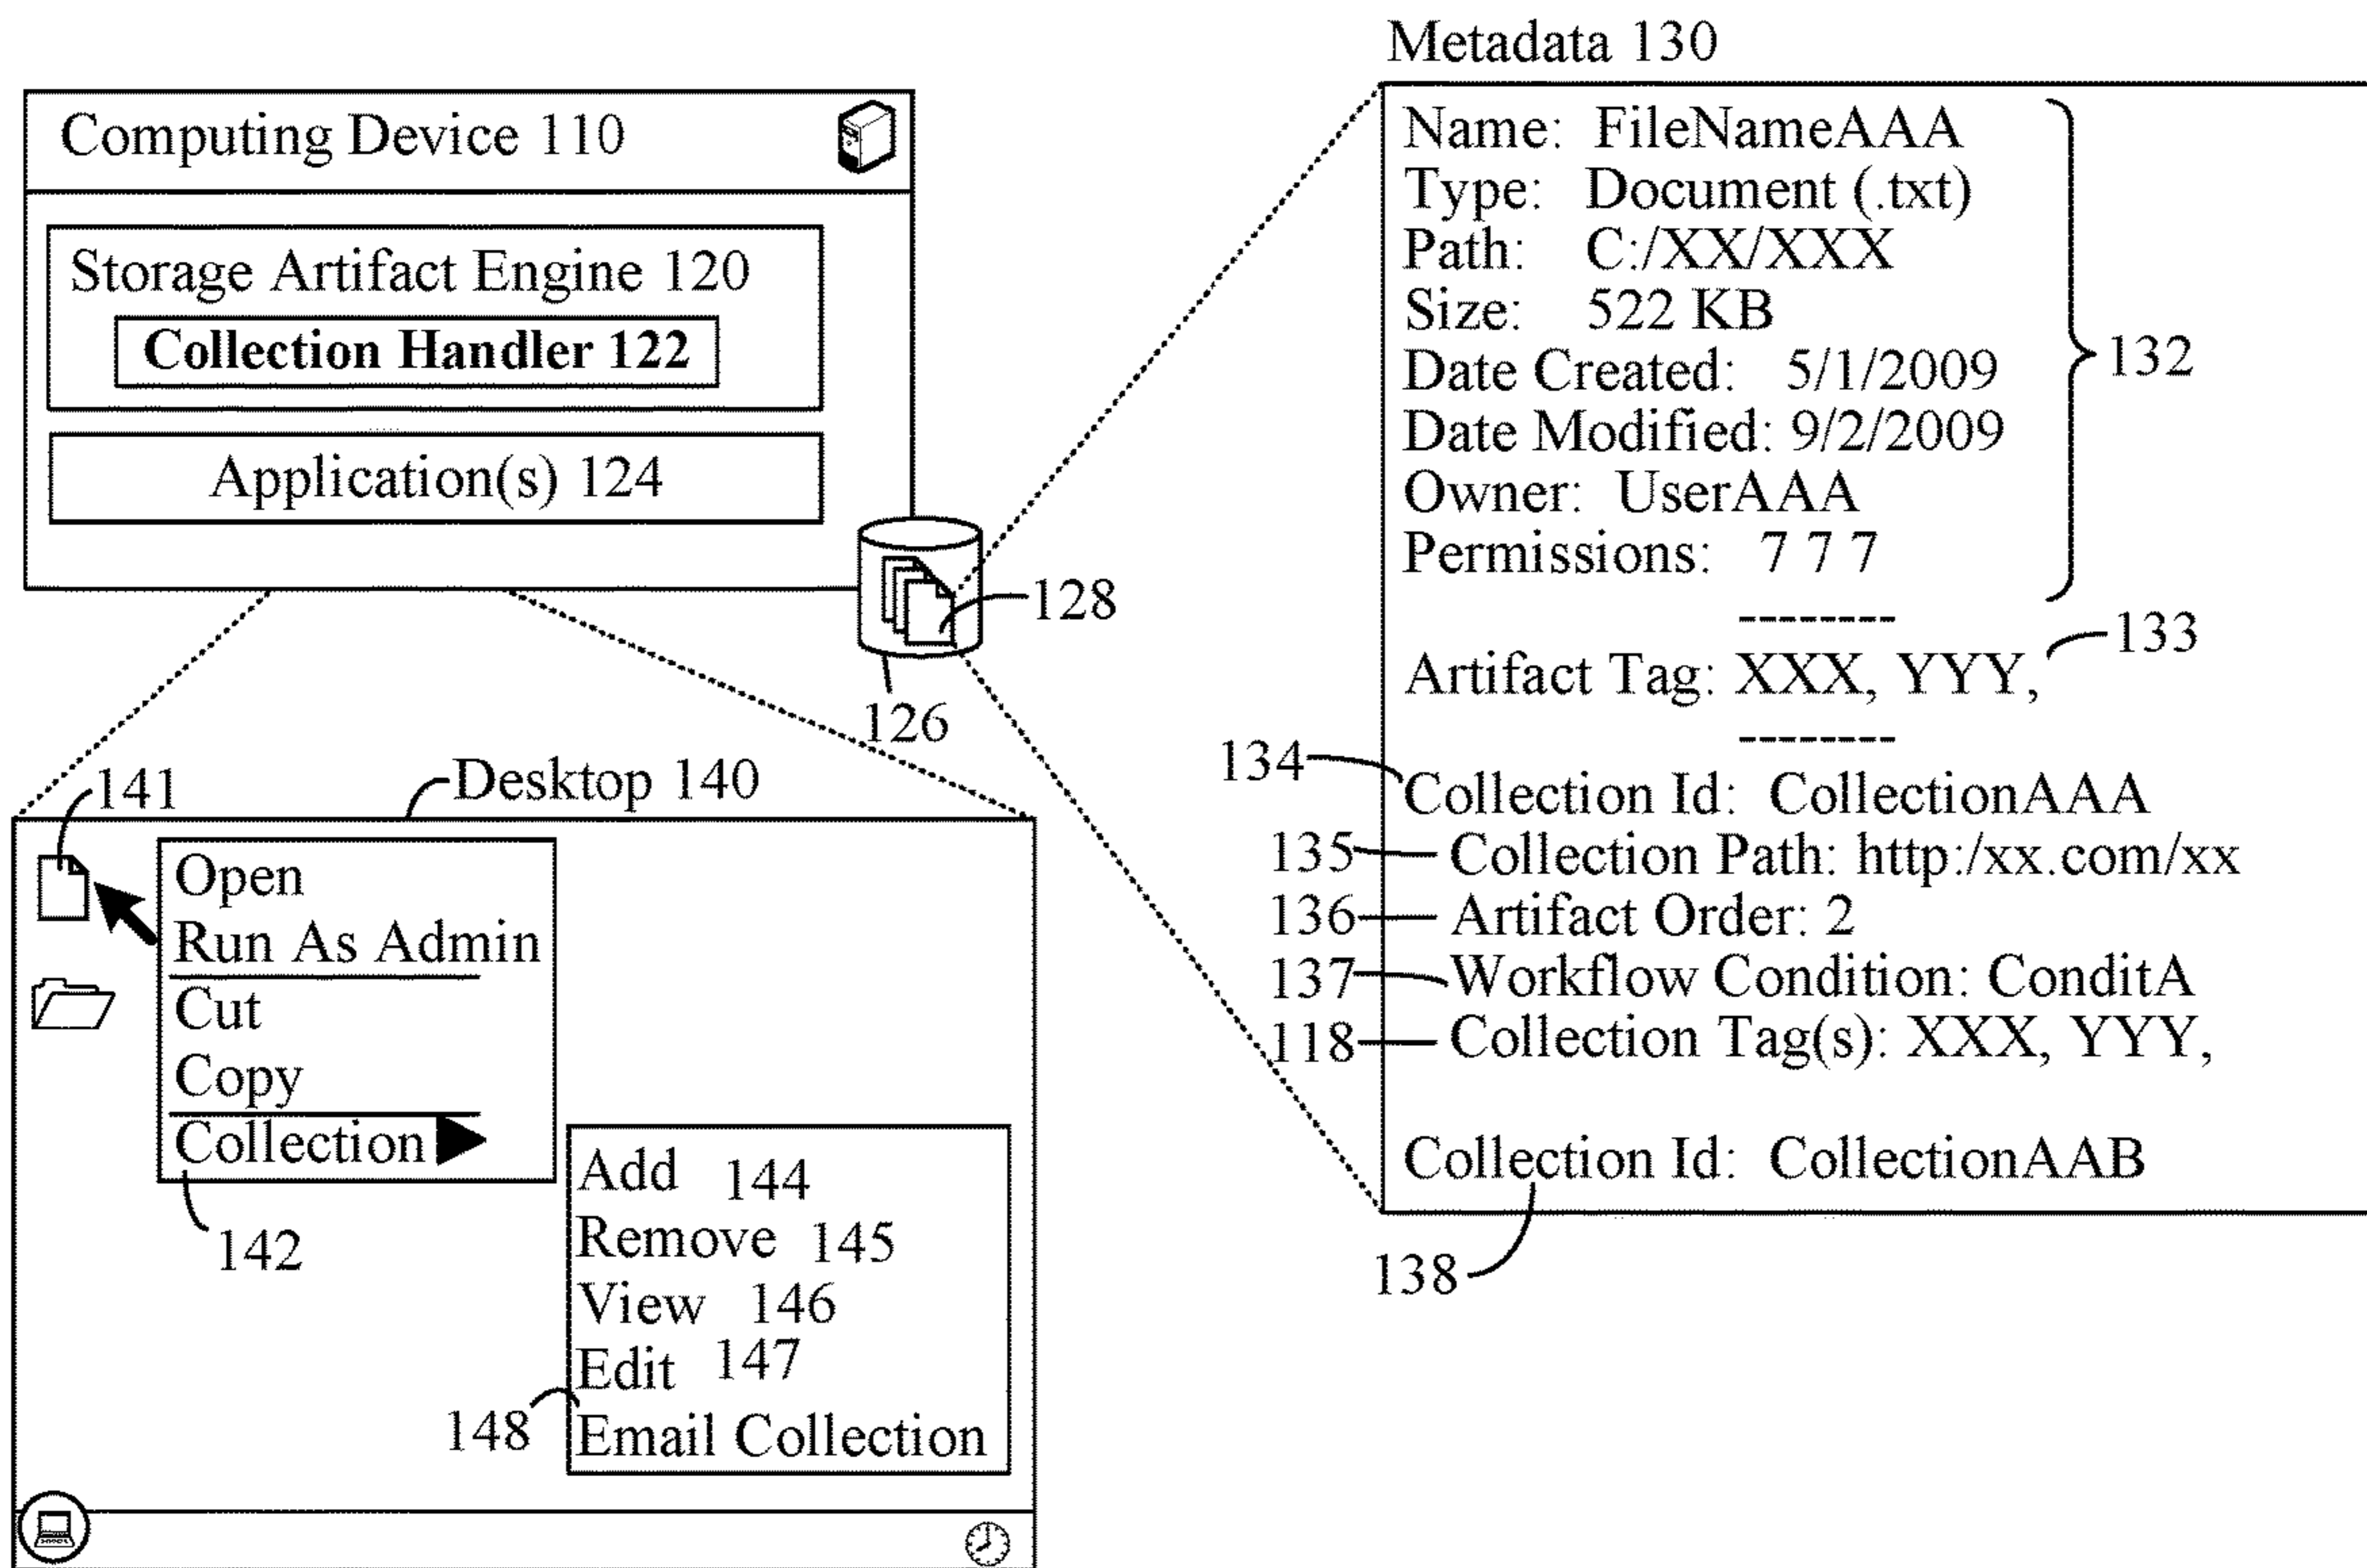 Metadata 130
Computing Device 110
Storage Artifact Engine 120
Collection Handler 122
Application(s) 124
128
126
Name: FileNameAAA
Type: Document (.txt)
Path: C:/XX/XXX
Size: 522 KB
Date Created: 5/1/2009
Date Modified: 9/2/2009
Owner: UserAAA
Permissions: 7 7 7
132
--------
133
Artifact Tag: XXX, YYY,
--------
134
Collection Id: CollectionAAA
135
Collection Path: http:/xx.com/xx
136
Artifact Order: 2
137
Workflow Condition: ConditA
118
Collection Tag(s): XXX, YYY,
Collection Id: CollectionAAB
138
Desktop 140
141
Open
Run As Admin
Cut
Copy
Collection
142
Add 144
Remove 145
View 146
Edit 147
148
Email Collection